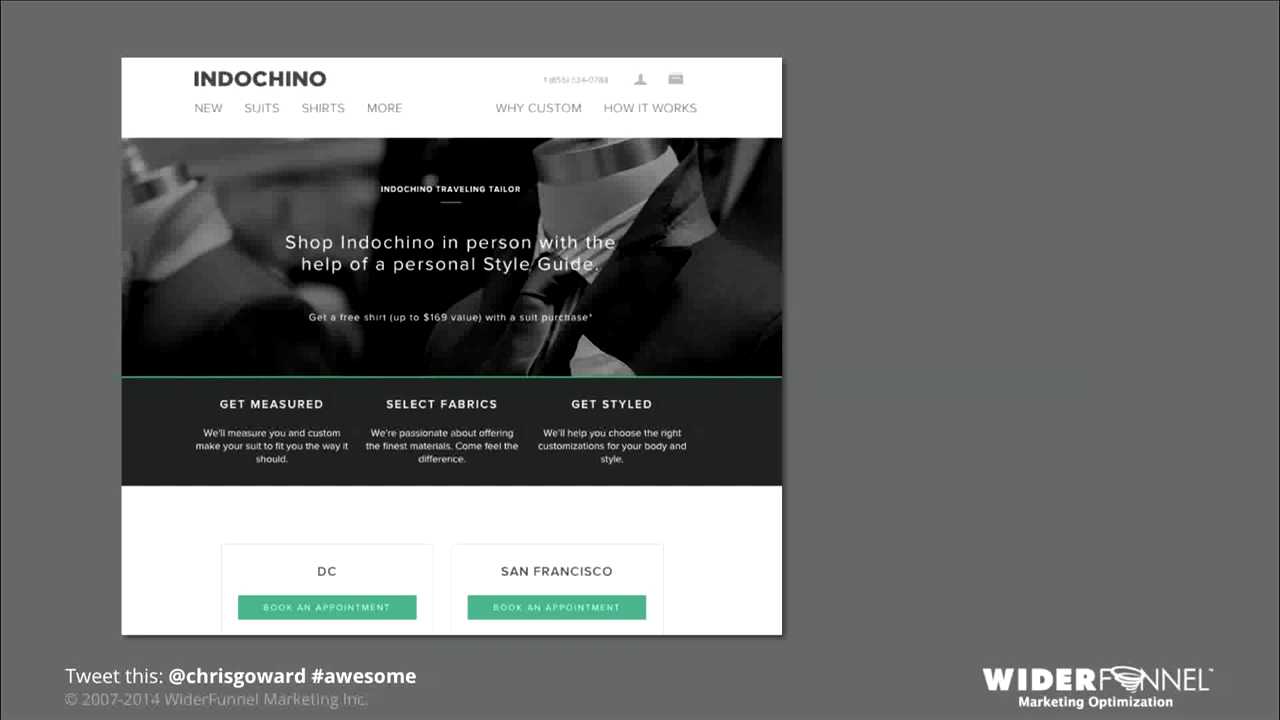 INDOCHINO
NEW SUITS SHIRTS MORE WHY CUSTOM HOW IT WORKS
INDOCHINO TRAVELING TAILOR
Shop Indochino in person with the
help of a personal Style Guide.
Get a free shirt (up to $169 value) with a suit purchase*
GET MEASURED
We'll measure you and custom
make your suit to fit you the way it
should.
SELECT FABRICS
We're passionate about offering
the finest materials. Come feel the
difference.
GET STYLED
We'll help you choose the right
customizations for your body and
style.
DC
BOOK AN APPOINTMENT
SAN FRANCISCO
BOOK AN APPOINTMENT
Tweet this: @chrisgoward #awesome
© 2007-2014 WiderFunnel Marketing Inc.
WIDERFUNNEL™
Marketing Optimization